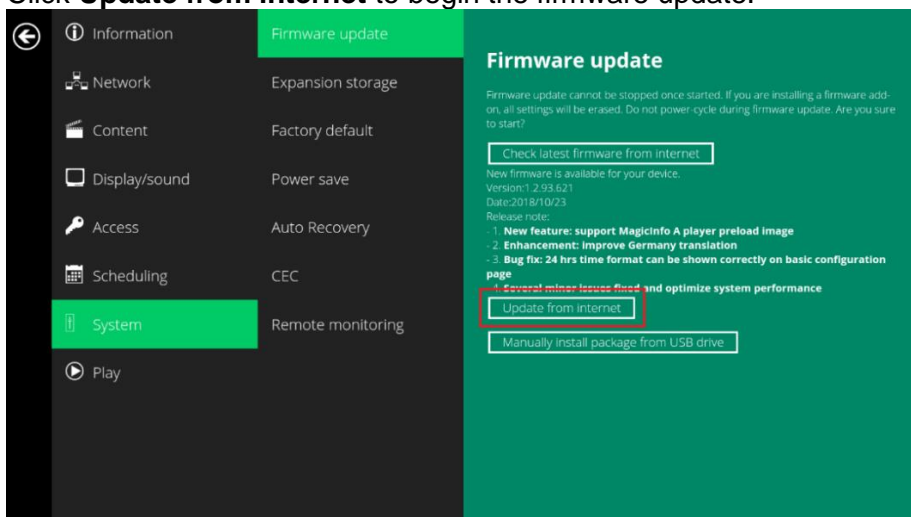 Click Update from internet to begin the firmware update.
Information
Network
Content
Display/sound
Access
Scheduling
System
Play
Firmware update
Expansion storage
Factory default
Power save
Auto Recovery
CEC
Remote monitoring
Firmware update
Firmware update cannot be stopped once started. If you are installing a firmware add-
on, all settings will be erased. Do not power-cycle during firmware update. Are you sure
to start?
Check latest firmware from internet
New firmware is available for your device.
Version:1.2.93.621
Date:2018/10/23
Release note:
- 1. New feature: support MagicInfo A player preload image
- 2. Enhancement: improve Germany translation
- 3. Bug fix: 24 hrs time format can be shown correctly on basic configuration
page
- 4. Several minor issues fixed and optimize system performance
Update from internet
Manually install package from USB drive